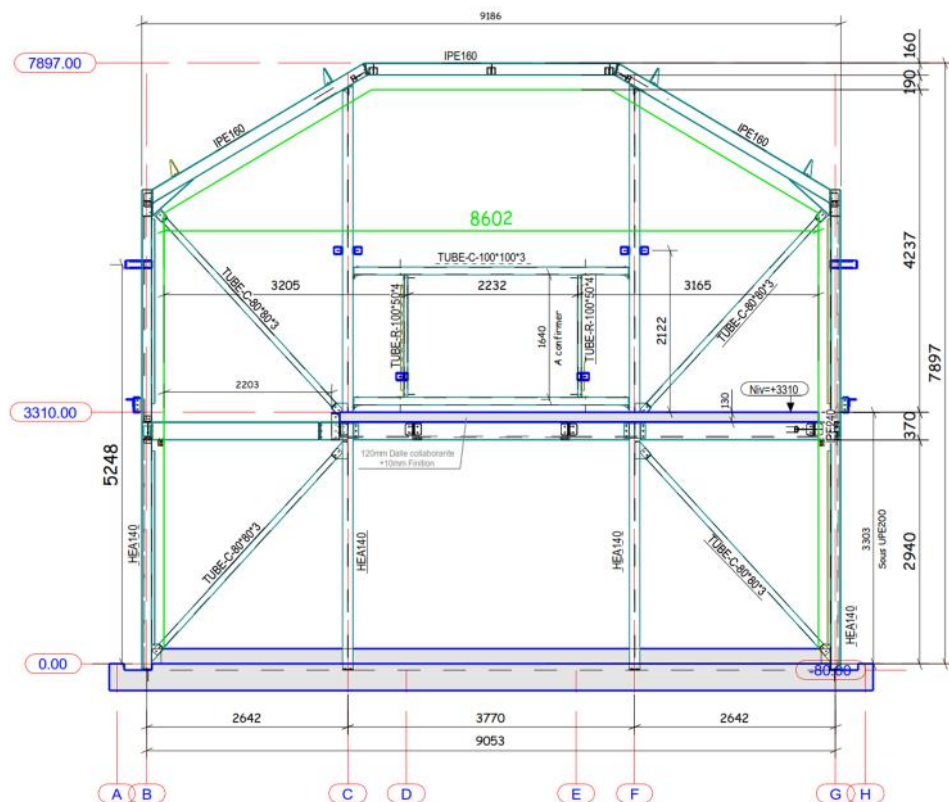 9186
7897.00
IPE160
160
190
IPE160
IPE160
8602
4237
TUBE-C-100*100*3
TUBE-C-80*80*3
3205
2232
3165
TUBE-C-80*80*3
TUBE-R-100*50*4
1640
A confirmer
TUBE-R-100*50*4
2122
7897
2203
Niv=+3310
3310.00
130
370
5248
120mm Dalle collaborante
+10mm Finition
3303
Sous UPE200
2940
HEA140
TUBE-C-80*80*3
HEA140
HEA140
TUBE-C-80*80*3
HEA140
0.00
-80.00
2642
3770
2642
9053
A
B
C
D
E
F
G
H